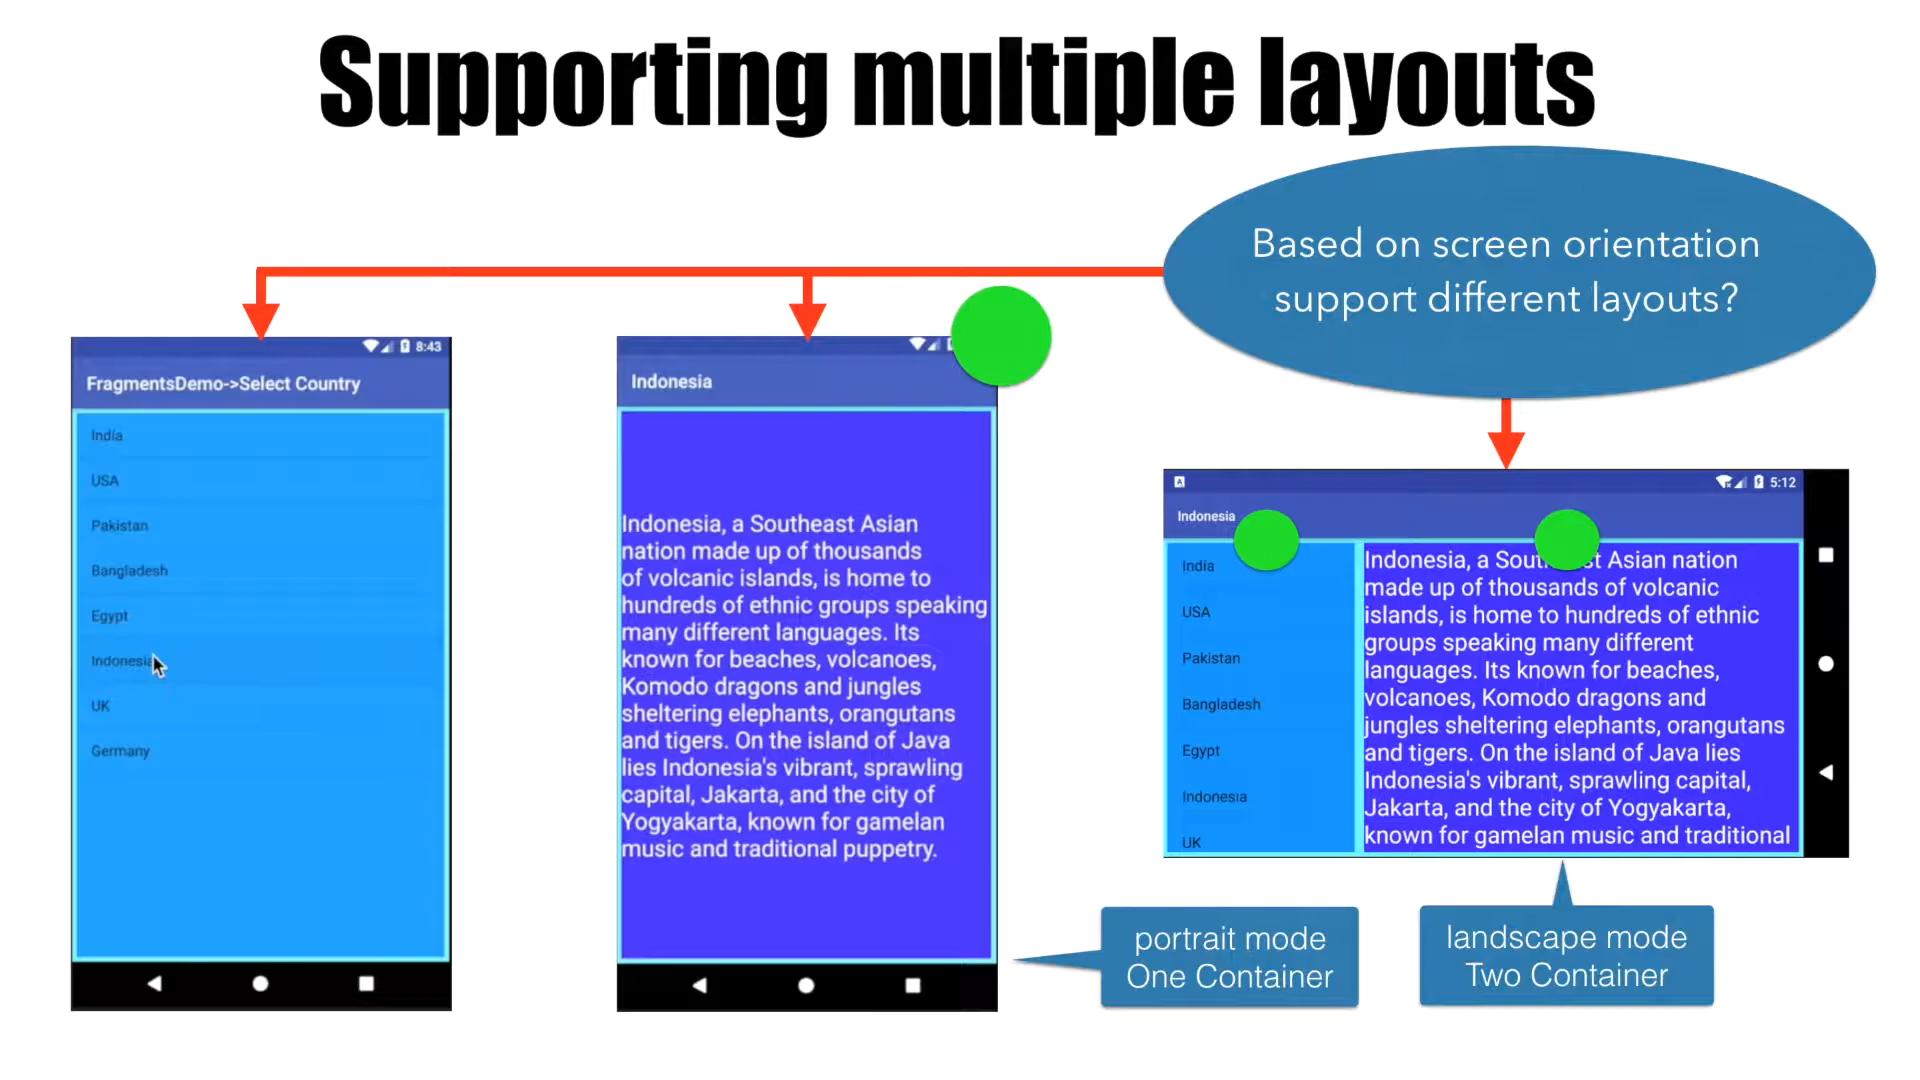 Supporting multiple layouts
Based on screen orientation
support different layouts?
8:43
FragmentsDemo->Select Country
India
USA
Pakistan
Bangladesh
Egypt
Indonesia
UK
Germany
Indonesia
Indonesia, a Southeast Asian
nation made up of thousands
of volcanic islands, is home to
hundreds of ethnic groups speaking
many different languages. Its
known for beaches, volcanoes,
Komodo dragons and jungles
sheltering elephants, orangutans
and tigers. On the island of Java
lies Indonesia's vibrant, sprawling
capital, Jakarta, and the city of
Yogyakarta, known for gamelan
music and traditional puppetry.
A
5:12
Indonesia
India
USA
Pakistan
Bangladesh
Egypt
Indonesia
UK
Indonesia, a Sout st Asian nation
made up of thousands of volcanic
islands, is home to hundreds of ethnic
groups speaking many different
languages. Its known for beaches,
volcanoes, Komodo dragons and
jungles sheltering elephants, orangutans
and tigers. On the island of Java lies
Indonesia's vibrant, sprawling capital,
Jakarta, and the city of Yogyakarta,
known for gamelan music and traditional
portrait mode
One Container
landscape mode
Two Container